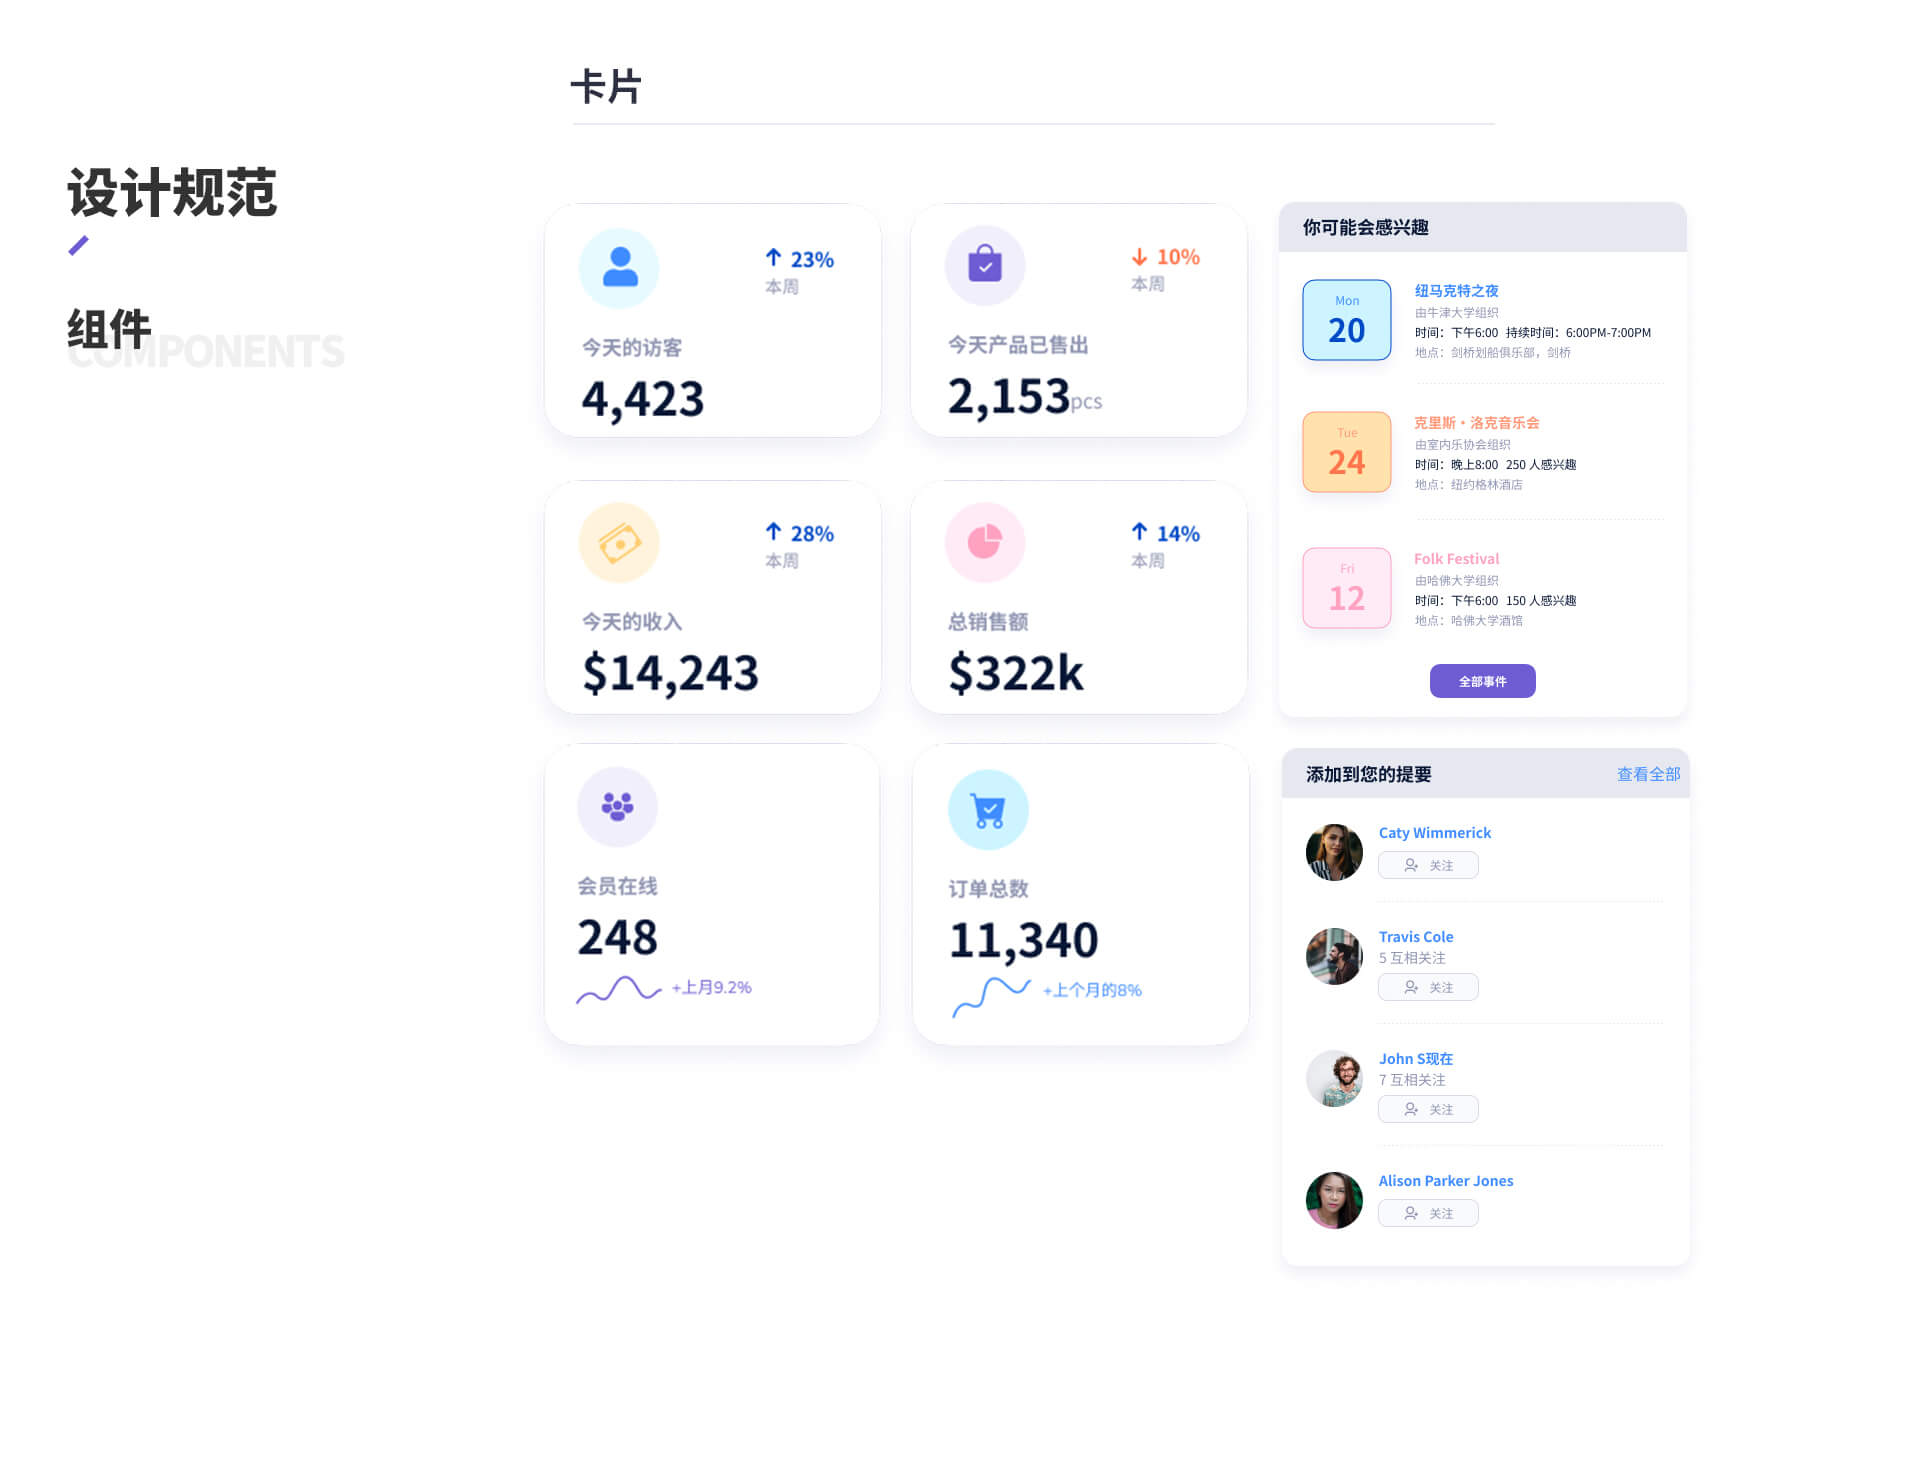 卡片
设计规范
组件
COMPONENTS
23%
本周
今天的访客
4,423
10%
本周
今天产品已售出
2,153pcs
28%
本周
今天的收入
$14,243
14%
本周
总销售额
$322k
会员在线
248
+上月9.2%
订单总数
11,340
+上个月的8%
你可能会感兴趣
Mon
20
纽马克特之夜
由牛津大学组织
时间：下午6:00 持续时间：6:00PM-7:00PM
地点：剑桥划船俱乐部，剑桥
Tue
24
克里斯·洛克音乐会
由室内乐协会组织
时间：晚上8:00 250 人感兴趣
地点：纽约格林酒店
Fri
12
Folk Festival
由哈佛大学组织
时间：下午6:00 150 人感兴趣
地点：哈佛大学酒馆
全部事件
添加到您的提要 查看全部
Caty Wimmerick
关注
Travis Cole
5 互相关注
关注
John S现在
7 互相关注
关注
Alison Parker Jones
关注